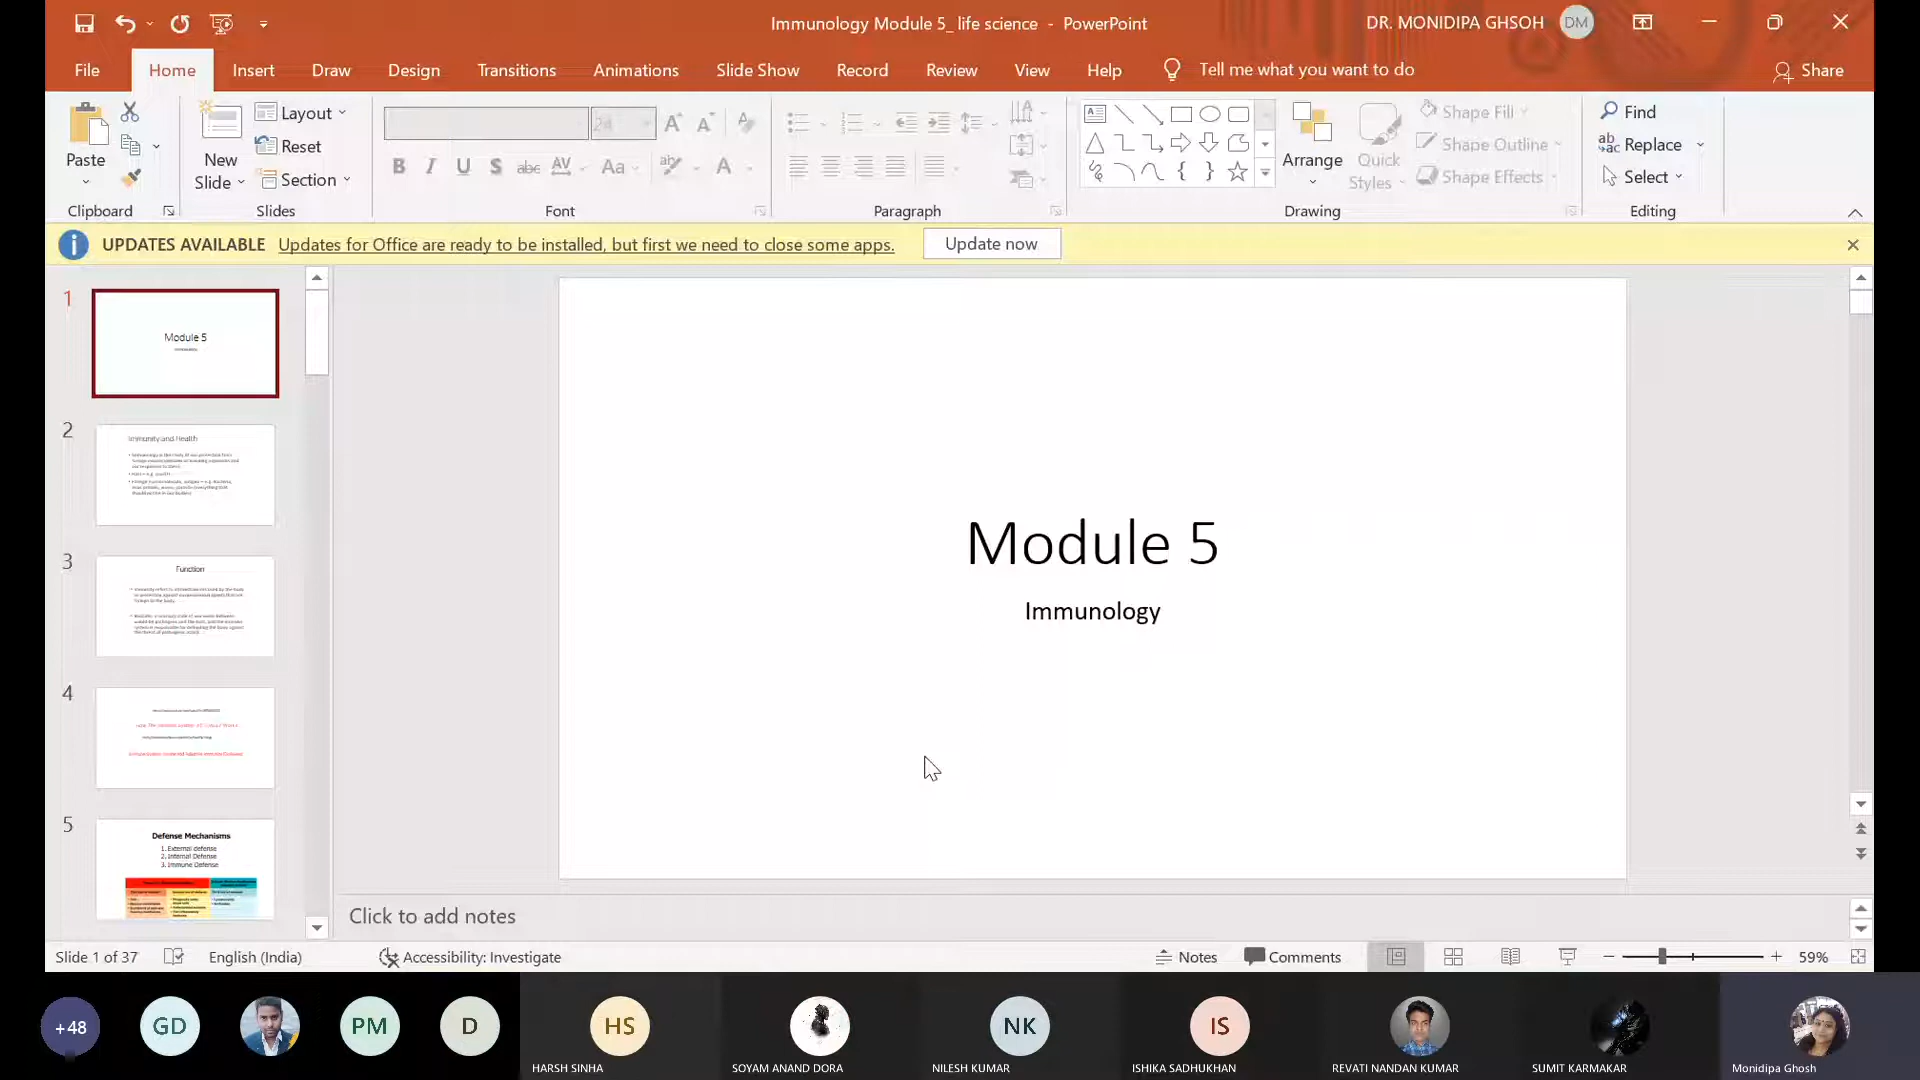 Immunology Module 5_ life science - PowerPoint
DR. MONIDIPA GHSOH
DM
File
Home
Insert
Draw
Design
Transitions
Animations
Slide Show
Record
Review
View
Help
Tell me what you want to do
Share
Paste
Clipboard
New Slide
Layout
Reset
Section
Slides
24
Font
Paragraph
Arrange
Quick Styles
Shape Fill
Shape Outline
Shape Effects
Drawing
Find
Replace
Select
Editing
UPDATES AVAILABLE Updates for Office are ready to be installed, but first we need to close some apps.
Update now
1
Module 5
2
Immunity and Health
3
Function
4
5
Defense Mechanisms
1. External defense
2. Internal Defense
3. Immune Defense
Module 5
Immunology
Click to add notes
Slide 1 of 37
English (India)
Accessibility: Investigate
Notes
Comments
59%
+48
GD
PM
D
HS
NK
IS
HARSH SINHA
SOYAM ANAND DORA
NILESH KUMAR
ISHIKA SADHUKHAN
REVATI NANDAN KUMAR
SUMIT KARMAKAR
Monidipa Ghosh